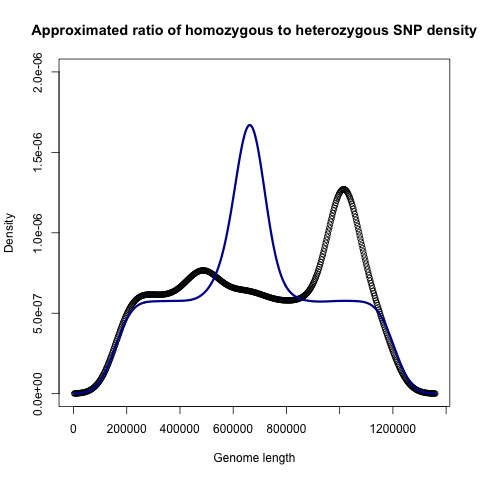 Approximated ratio of homozygous to heterozygous SNP density
2.0e-06
1.5e-06
1.0e-06
5.0e-07
0.0e+00
Density
0 200000 400000 600000 800000 1200000
Genome length